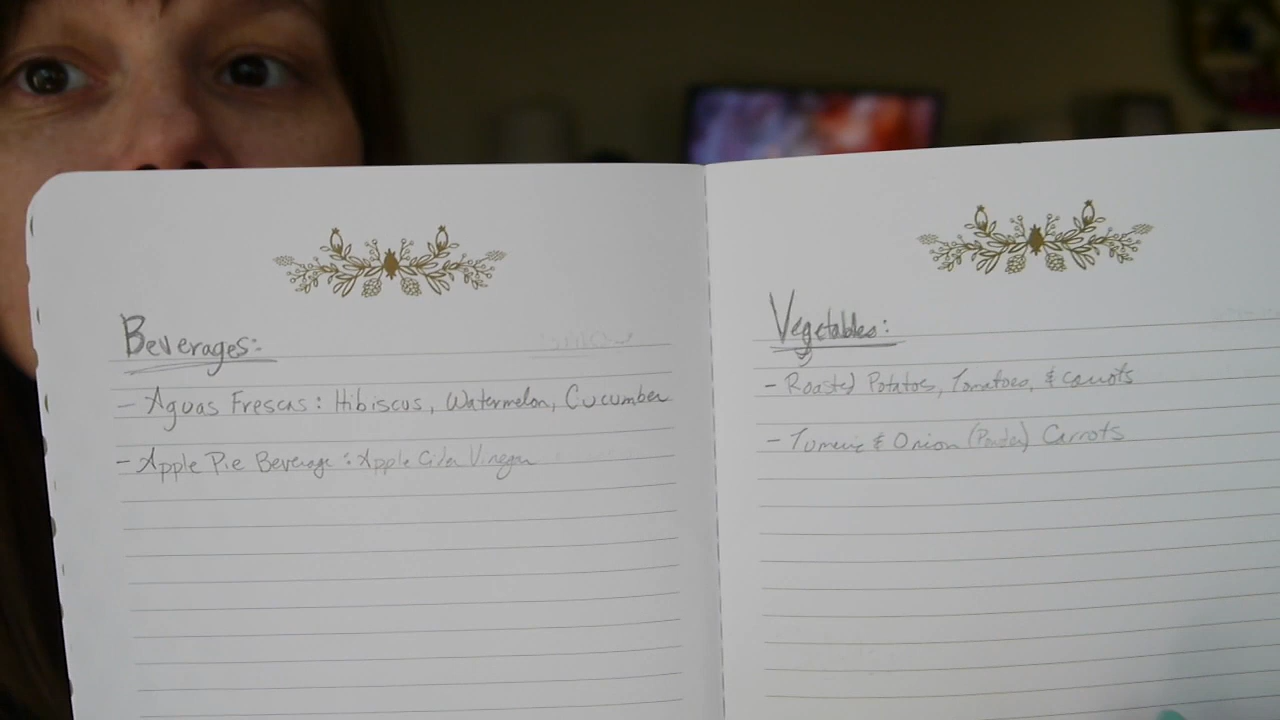 Beverages:
- Aguas Frescas: Hibiscus, Watermelon, Cucumber
- Apple Pie Beverage: Apple Cider Vinegar
Vegetables:
- Roasted Potatos, Tomatoes, & carrots
- Tumeric & Onion (Powder) Carrots